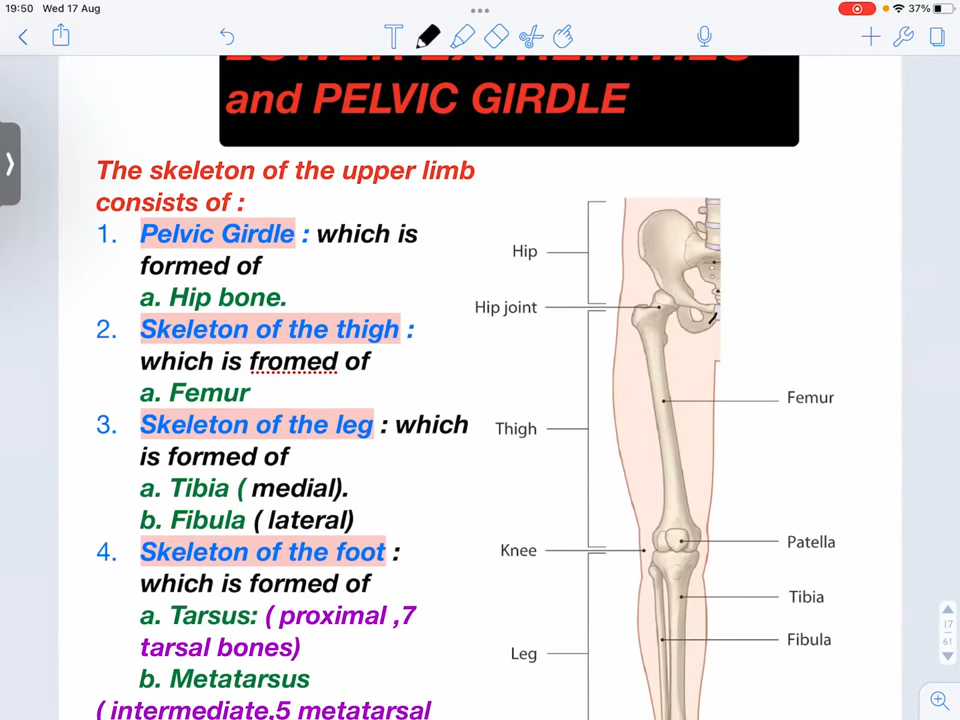 19:50 Wed 17 Aug
37%
LOWER EXTREMITIES
and PELVIC GIRDLE
The skeleton of the upper limb
consists of :
1. Pelvic Girdle : which is
formed of
a. Hip bone.
2. Skeleton of the thigh :
which is fromed of
a. Femur
3. Skeleton of the leg : which
is formed of
a. Tibia ( medial).
b. Fibula ( lateral)
4. Skeleton of the foot :
which is formed of
a. Tarsus: ( proximal ,7
tarsal bones)
b. Metatarsus
( intermediate,5 metatarsal
Hip
Hip joint
Femur
Thigh
Patella
Knee
Tibia
Fibula
Leg
17
61